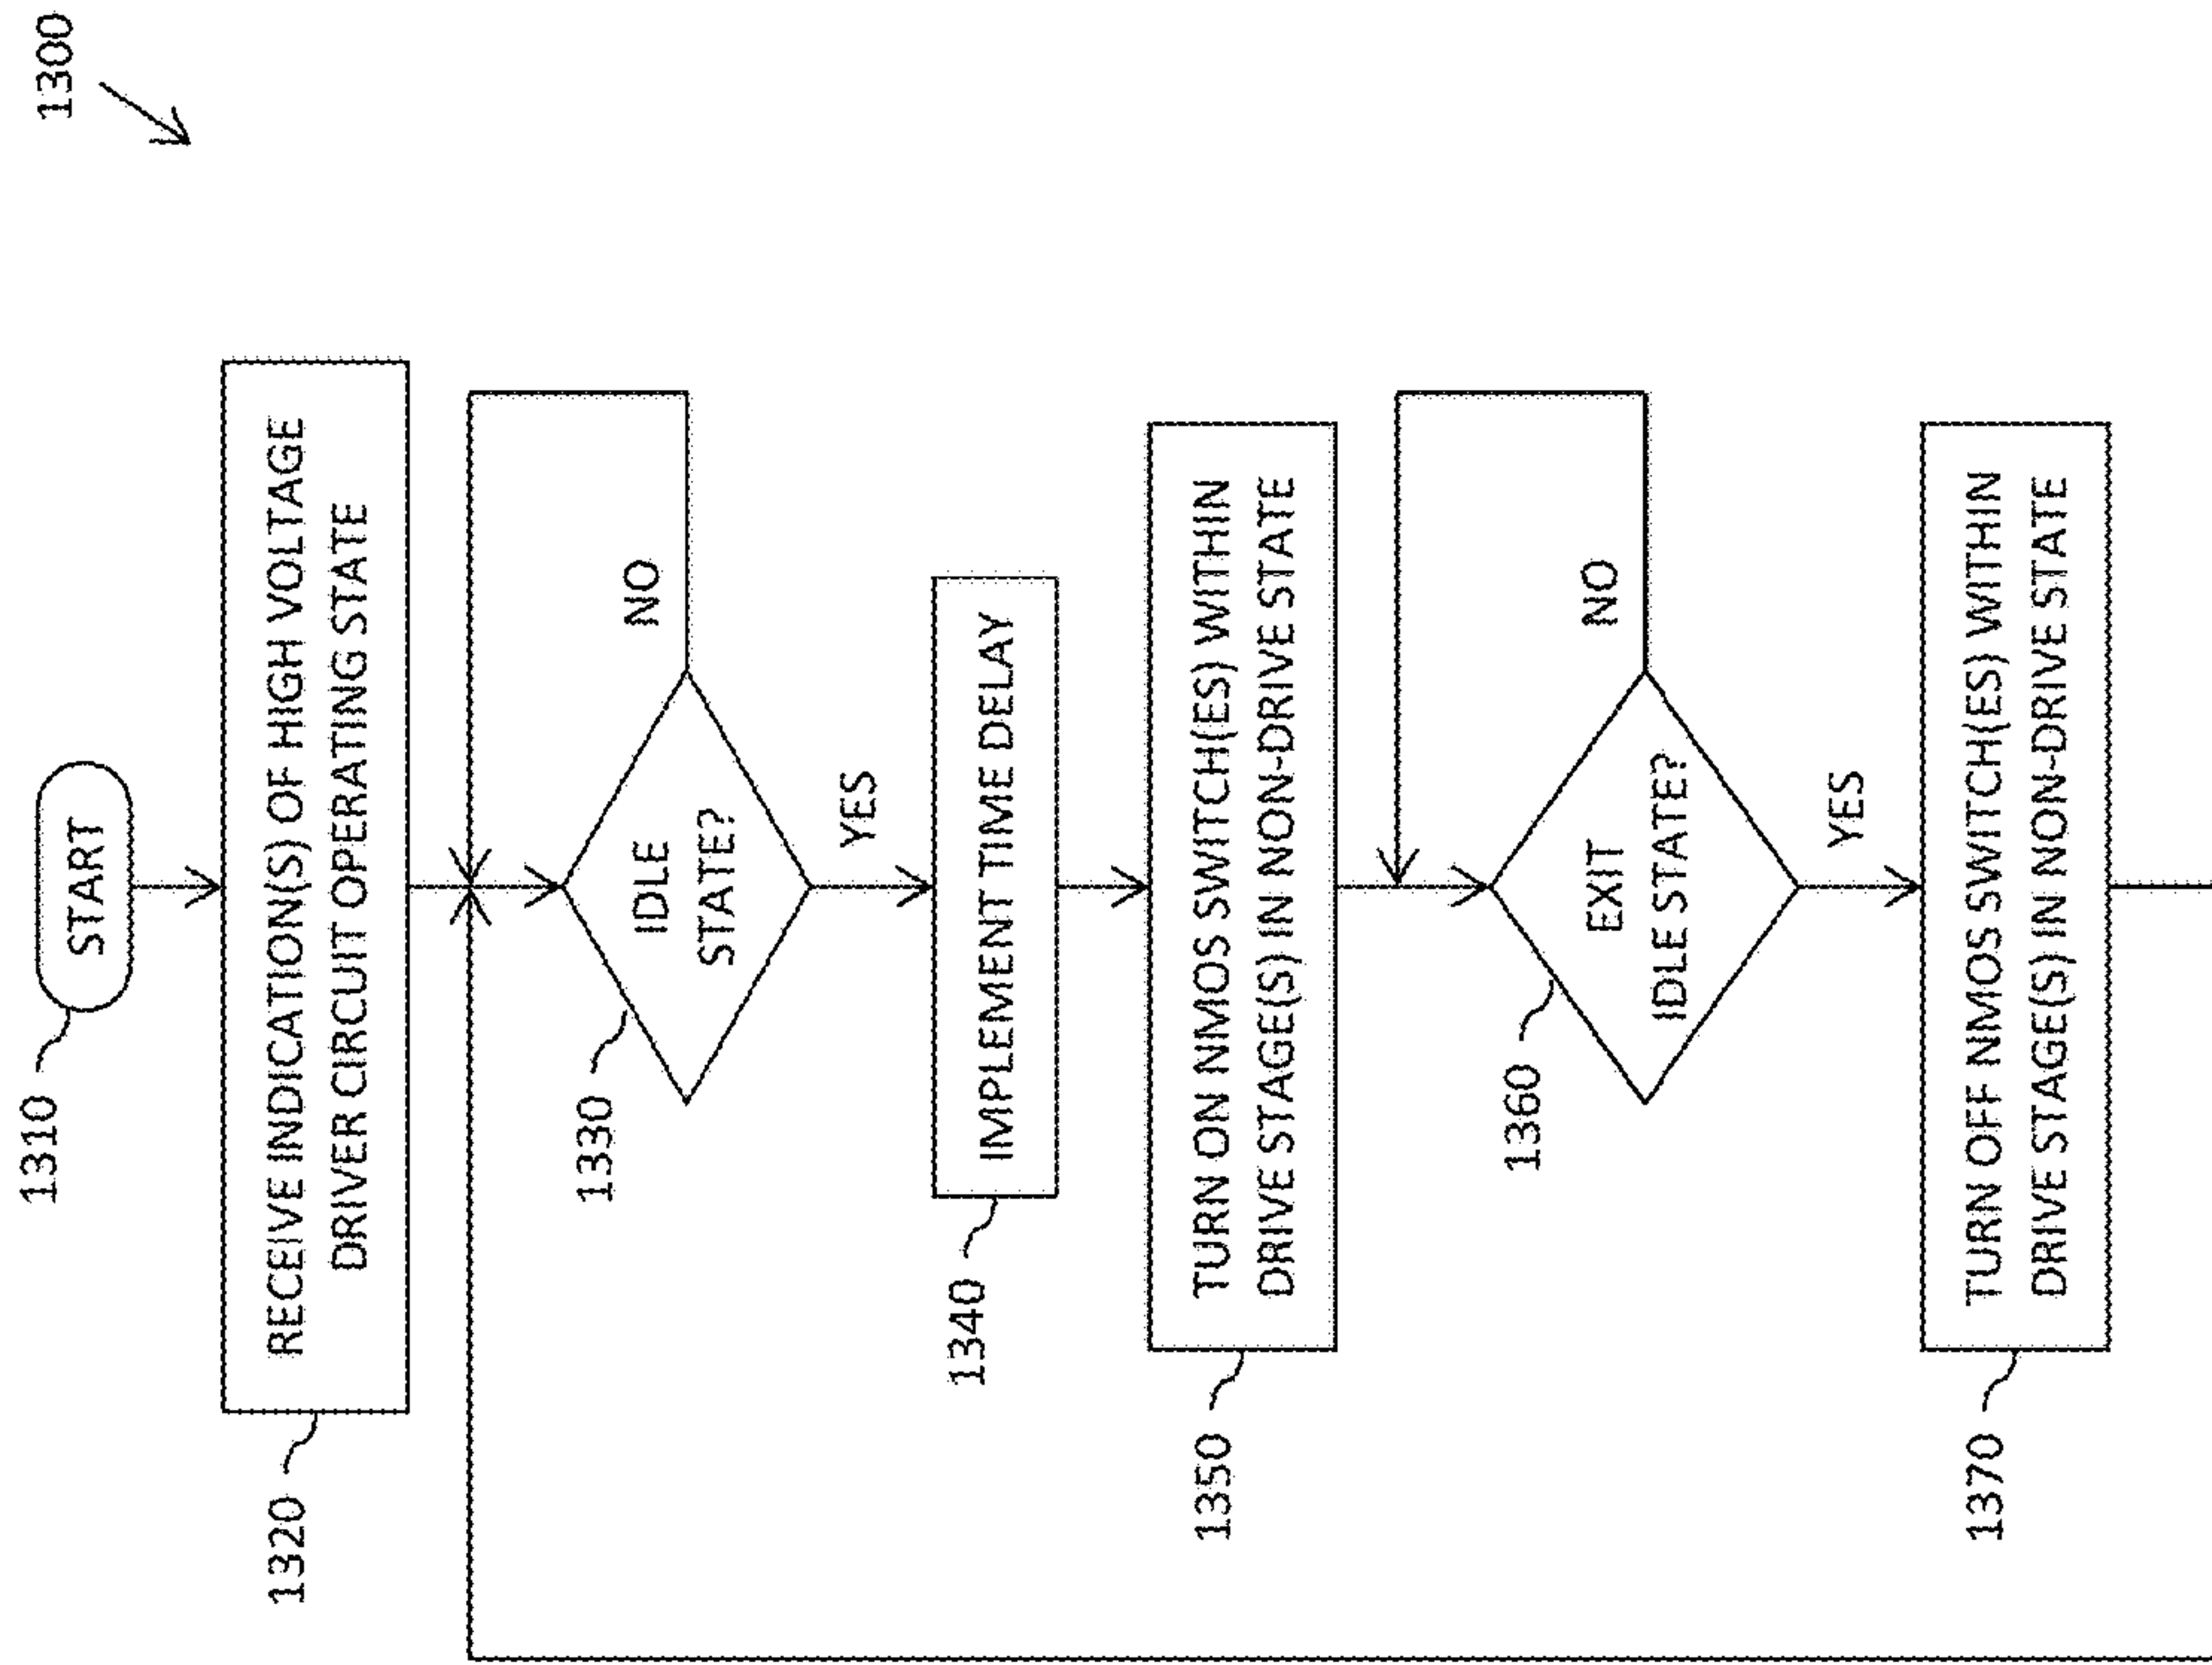 1300
1310
START
1320
RECEIVE INDICATION(S) OF HIGH VOLTAGE
DRIVER CIRCUIT OPERATING STATE
1330
IDLE
STATE?
NO
YES
1340
IMPLEMENT TIME DELAY
1350
TURN ON NMOS SWITCH(ES) WITHIN
DRIVE STAGE(S) IN NON-DRIVE STATE
1360
EXIT
IDLE STATE?
NO
YES
1370
TURN OFF NMOS SWITCH(ES) WITHIN
DRIVE STAGE(S) IN NON-DRIVE STATE